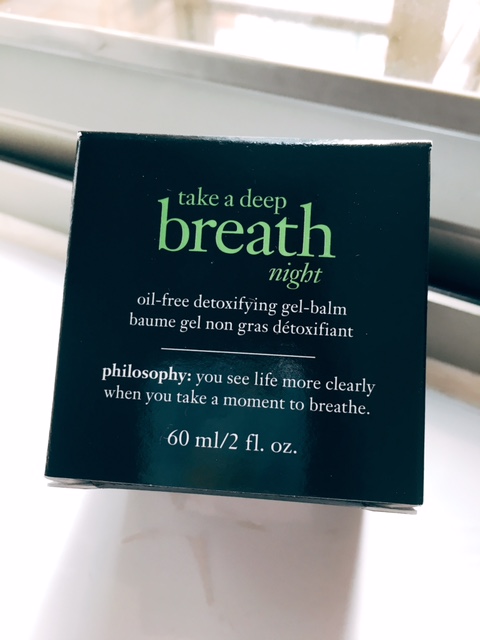 take a deep
breath
night
oil-free detoxifying gel-balm
baume gel non gras détoxifiant
philosophy: you see life more clearly
when you take a moment to breathe.
60 ml/2 fl. oz.